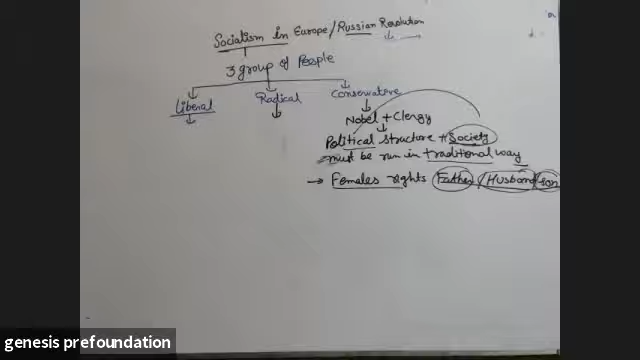 Socialism in Europe/Russian Revolution
3 group of People
Liberal Radical Conservative
Nobel + Clergy
Political structure + Society
must be run in traditional way
→ Females rights Father/Husband/son
genesis prefoundation